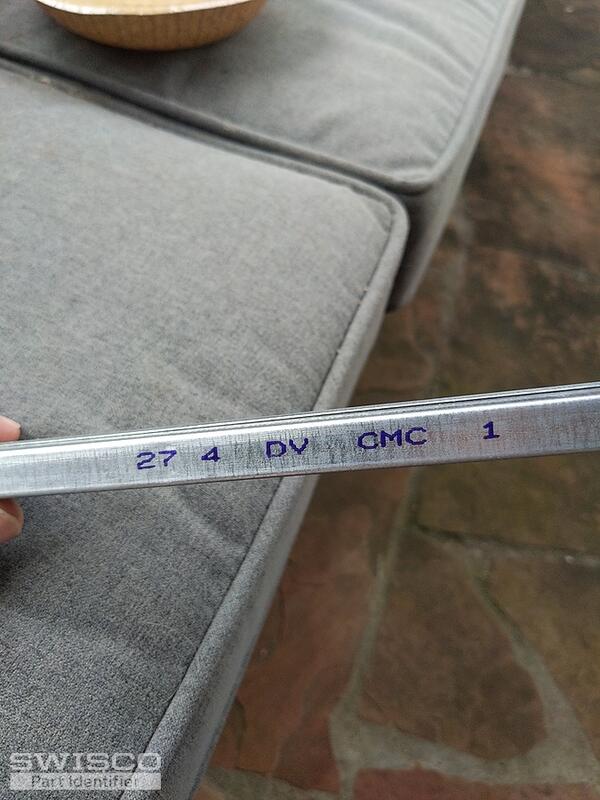 27 4 DV CMC 1
SWISCO
Part Identifier